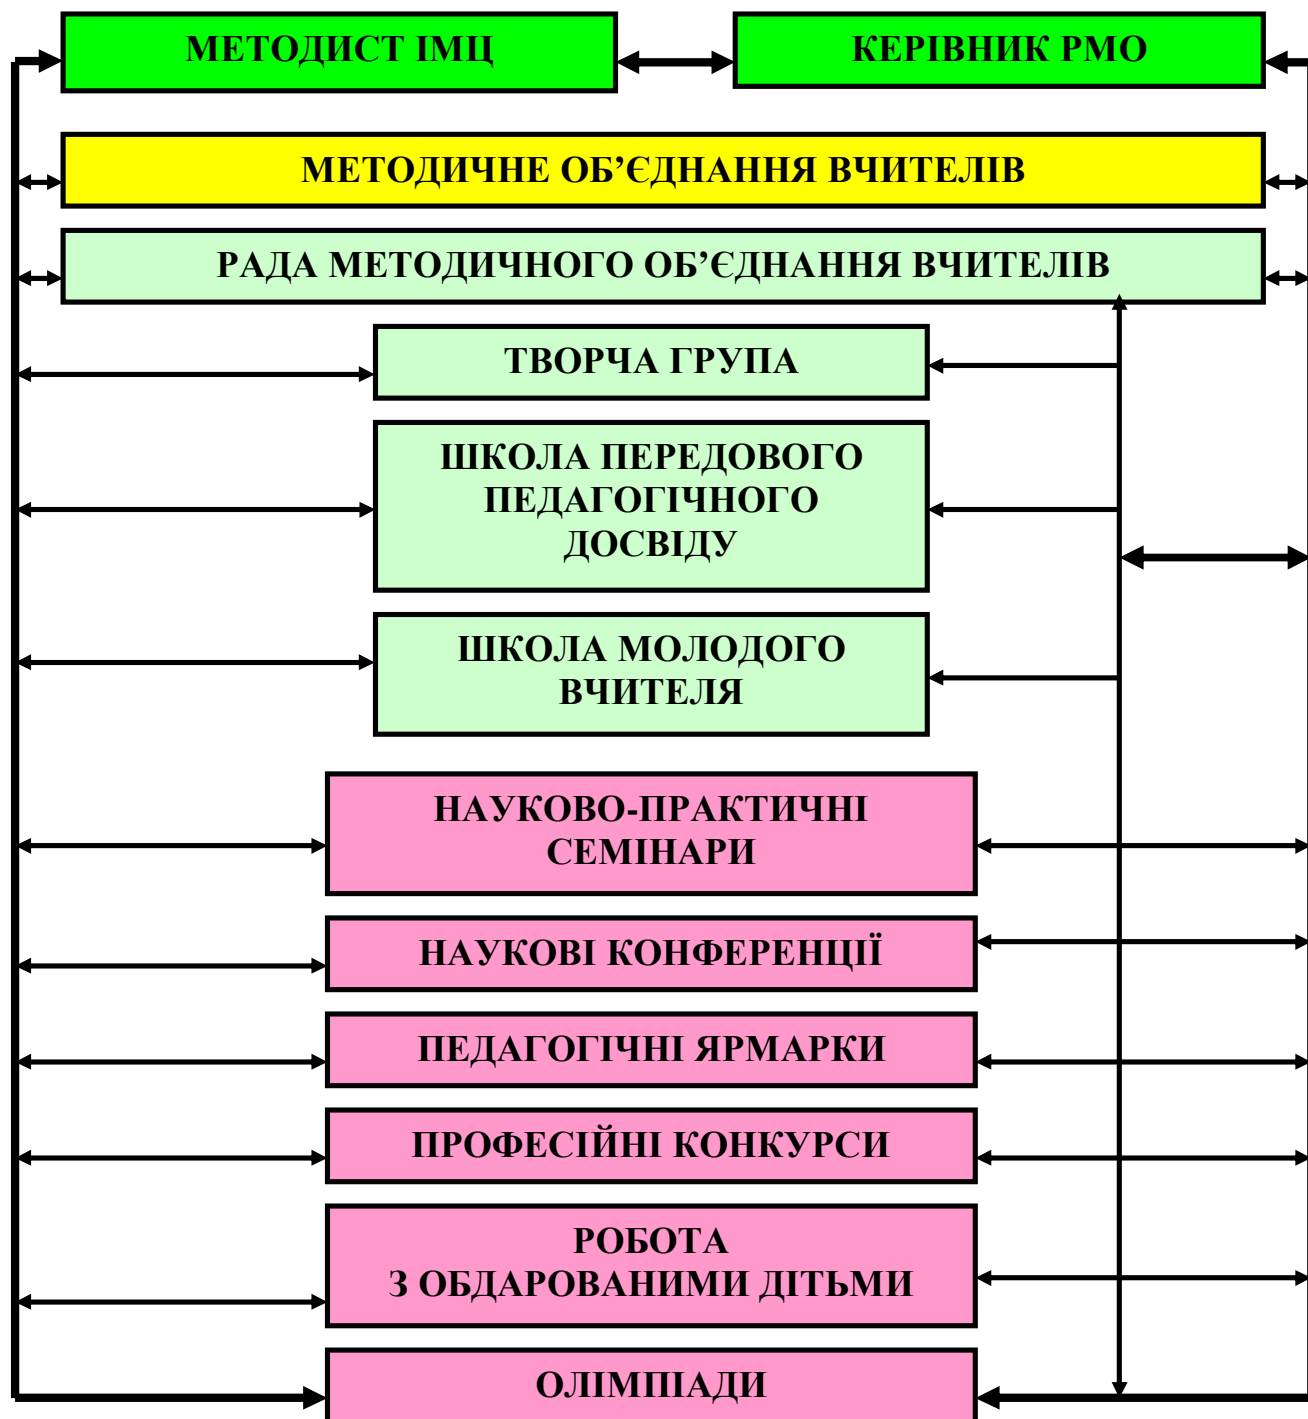 МЕТОДИСТ ІМЦ
КЕРІВНИК РМО
МЕТОДИЧНЕ ОБ’ЄДНАННЯ ВЧИТЕЛІВ
РАДА МЕТОДИЧНОГО ОБ’ЄДНАННЯ ВЧИТЕЛІВ
ТВОРЧА ГРУПА
ШКОЛА ПЕРЕДОВОГО
ПЕДАГОГІЧНОГО
ДОСВІДУ
ШКОЛА МОЛОДОГО
ВЧИТЕЛЯ
НАУКОВО-ПРАКТИЧНІ
СЕМІНАРИ
НАУКОВІ КОНФЕРЕНЦІЇ
ПЕДАГОГІЧНІ ЯРМАРКИ
ПРОФЕСІЙНІ КОНКУРСИ
РОБОТА
З ОБДАРОВАНИМИ ДІТЬМИ
ОЛІМПІАДИ